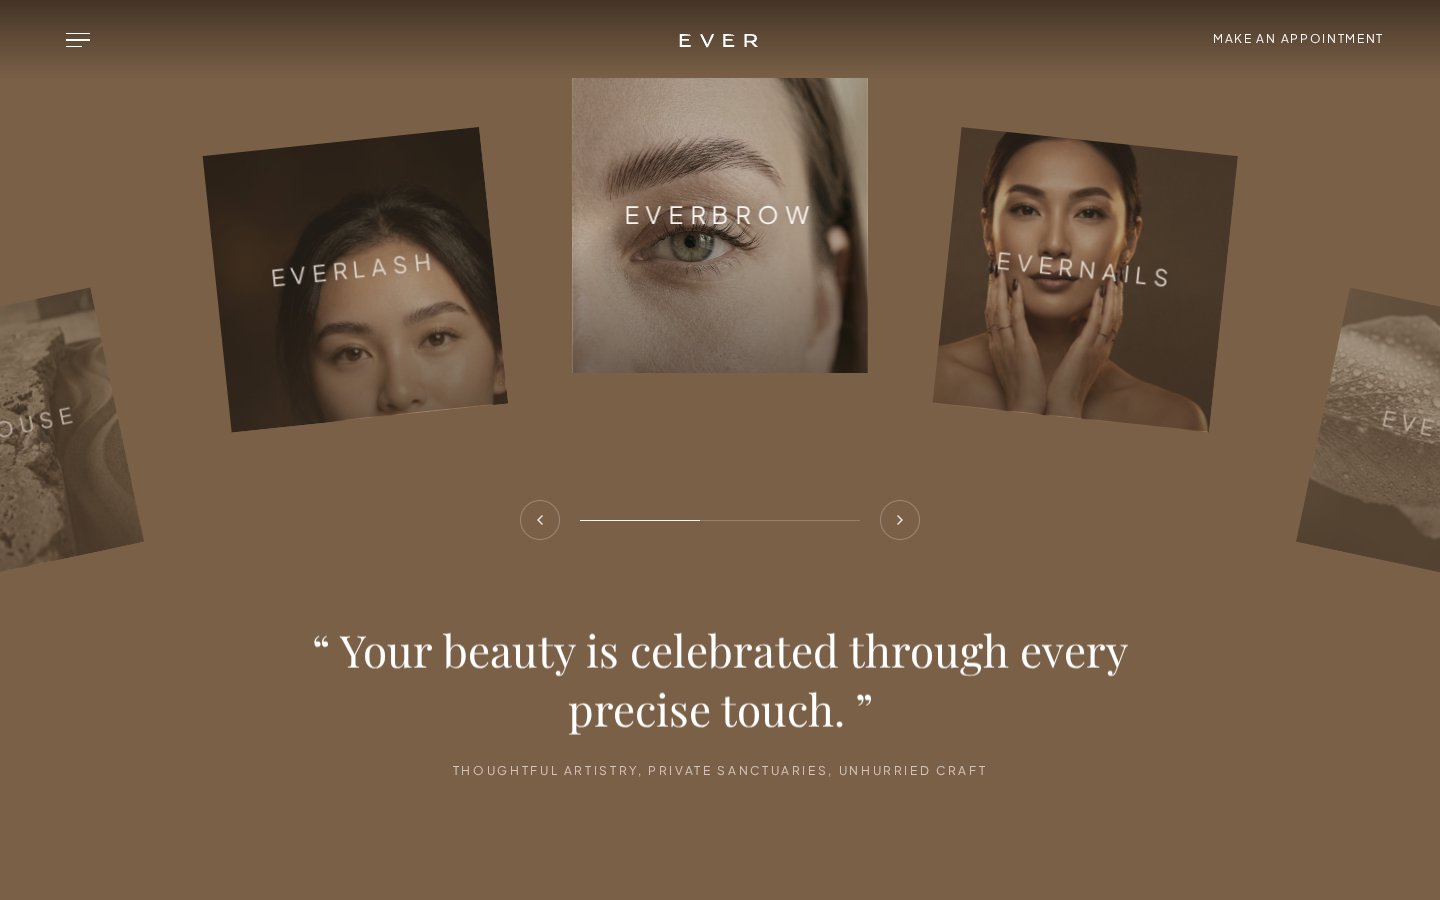 EVER
MAKE AN APPOINTMENT
EVERLASH
EVERBROW
EVERNAILS
“ Your beauty is celebrated through every
precise touch. ”
THOUGHTFUL ARTISTRY, PRIVATE SANCTUARIES, UNHURRIED CRAFT